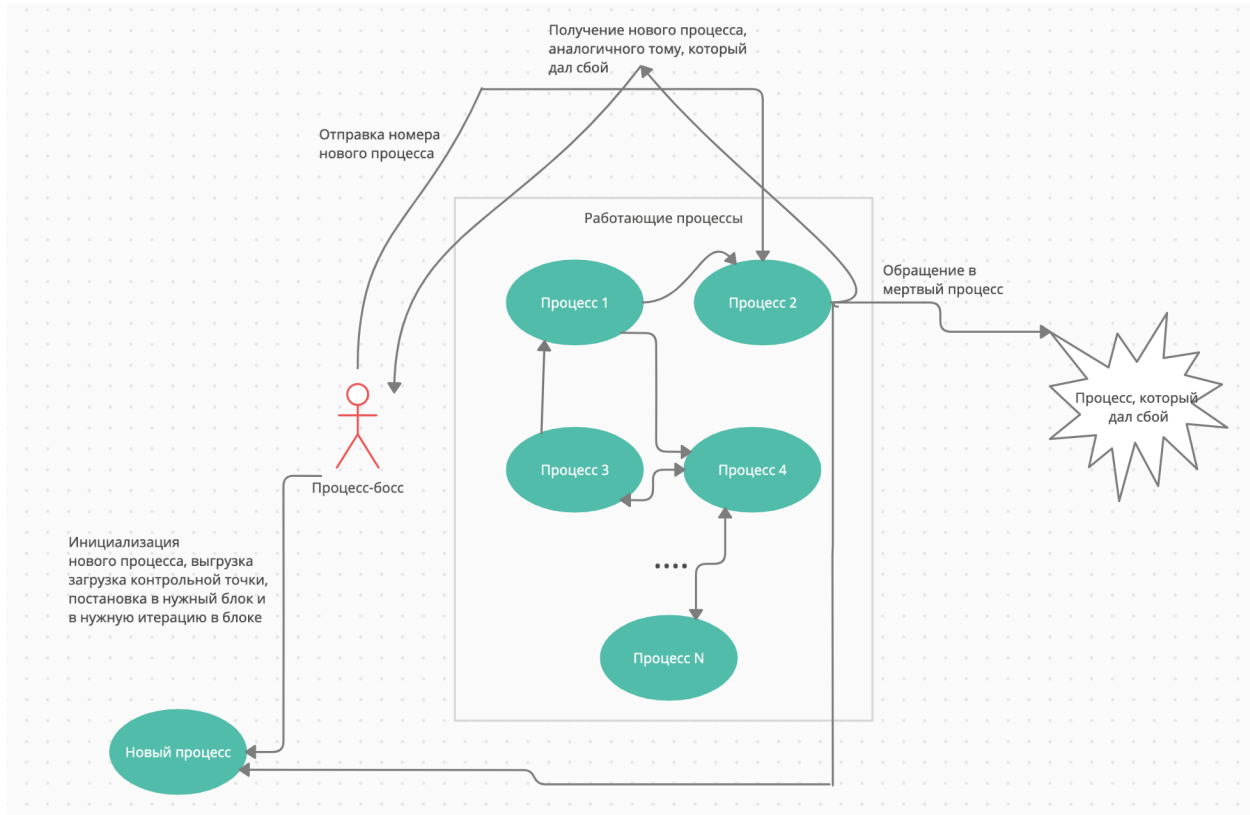 Получение нового процесса,
аналогичного тому, который
дал сбой
Отправка номера
нового процесса
Работающие процессы
Обращение в
мертвый процесс
Процесс 1
Процесс 2
Процесс, который
дал сбой
Процесс 3
Процесс 4
Процесс-босс
Инициализация
нового процесса, выгрузка
загрузка контрольной точки,
постановка в нужный блок и
в нужную итерацию в блоке
••••
Процесс N
Новый процесс